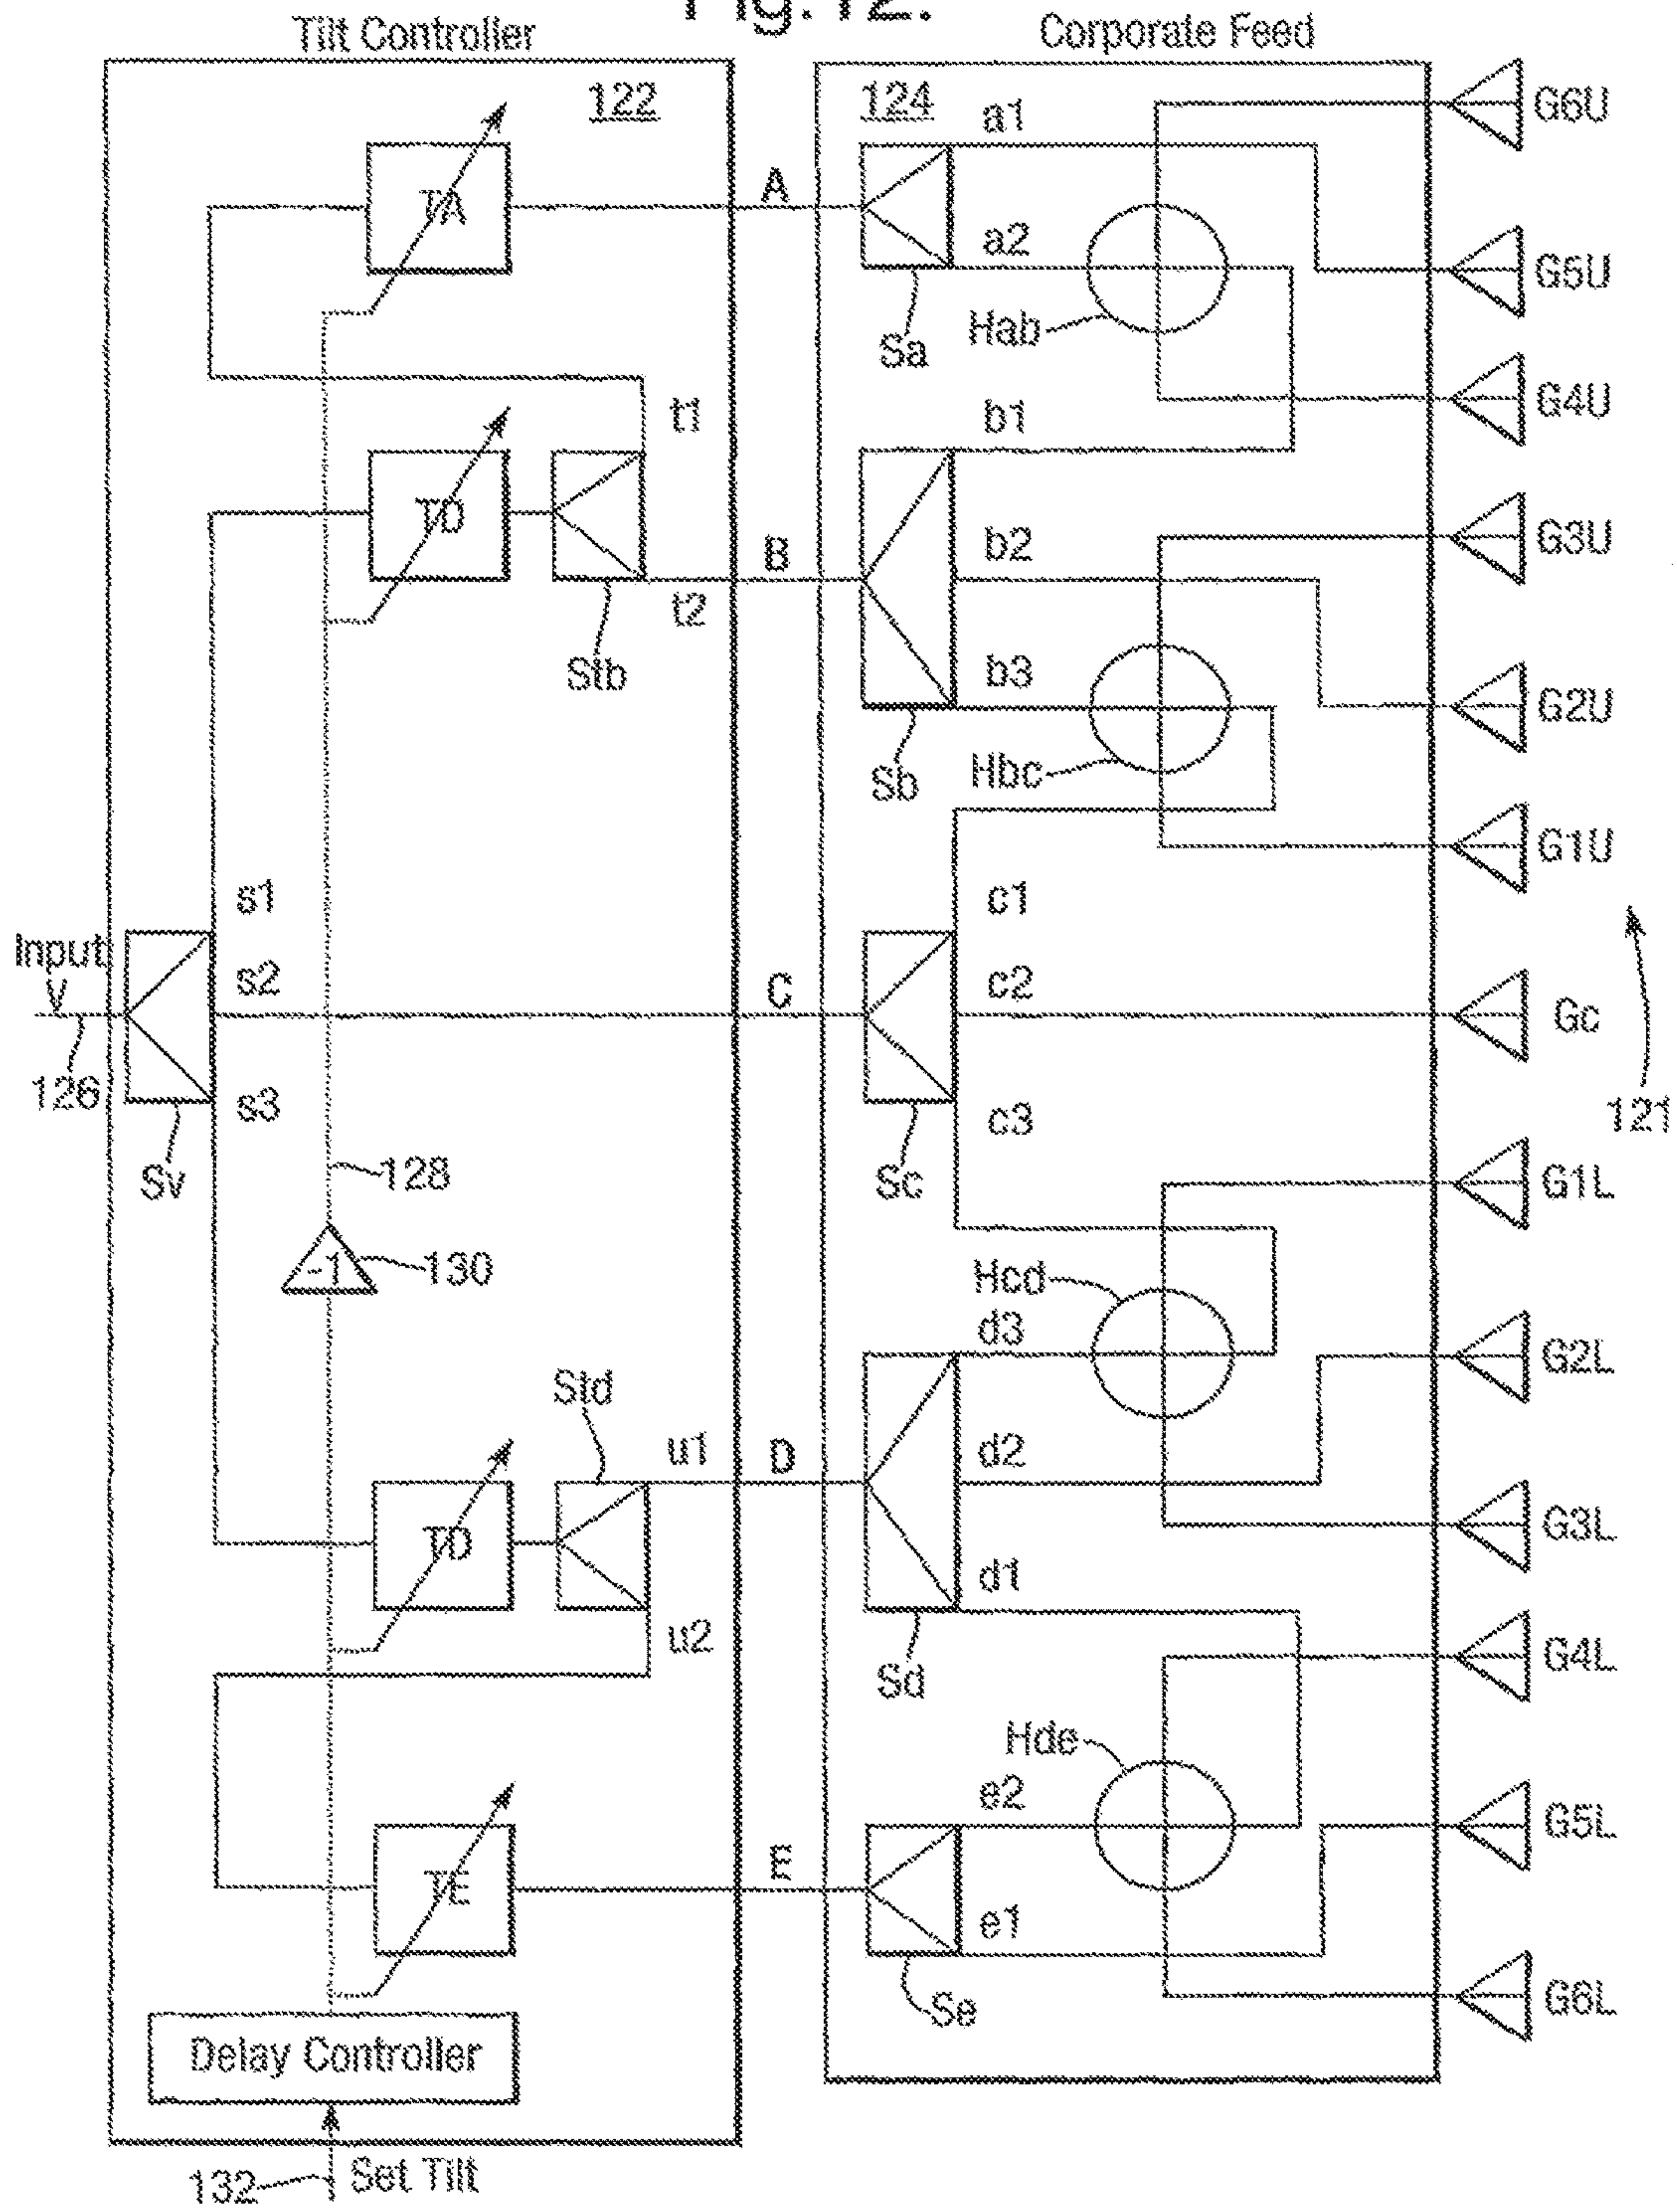 Fig.12.
Tilt Controller
Corporate Feed
122
124
a1
G6U
TA
A
a2
G5U
Hab
Sa
G4U
t1
b1
TD
B
b2
G3U
t2
Stb
b3
G2U
Sb
Hbc
G1U
s1
c1
Input
V
s2
C
c2
Gc
126
s3
c3
121
Sv
128
Sc
G1L
-1
130
Hcd
d3
G2L
Std
u1
D
d2
TD
G3L
d1
u2
Sd
G4L
Hde
e2
G5L
TE
E
e1
Se
G6L
Delay Controller
132
Set Tilt